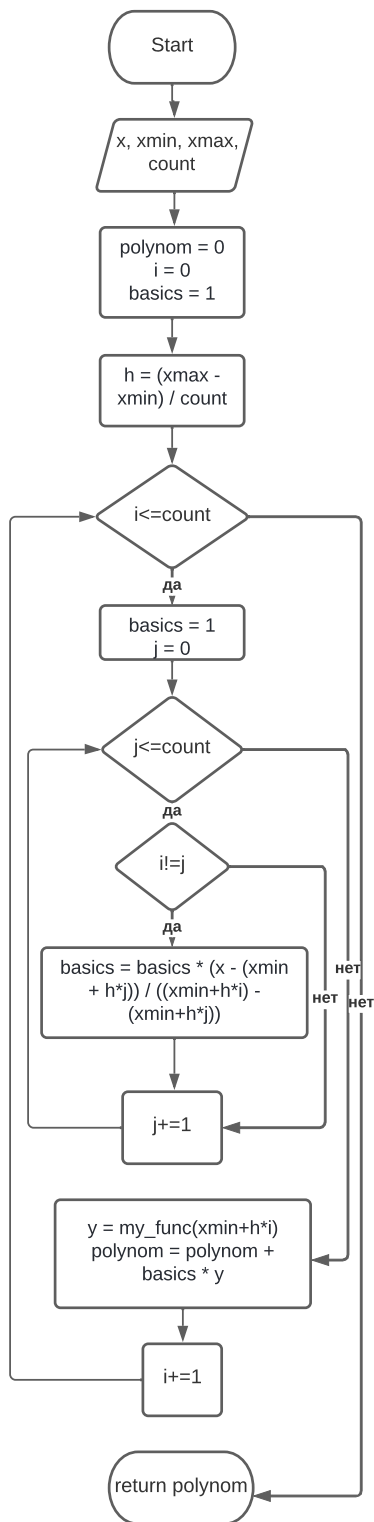 Start
x, xmin, xmax,
count
polynom = 0
i = 0
basics = 1
h = (xmax -
xmin) / count
i<=count
да
basics = 1
j = 0
j<=count
да
i!=j
да
basics = basics * (x - (xmin
+ h*j)) / ((xmin+h*i) -
(xmin+h*j))
нет
нет
нет
j+=1
y = my_func(xmin+h*i)
polynom = polynom +
basics * y
i+=1
return polynom